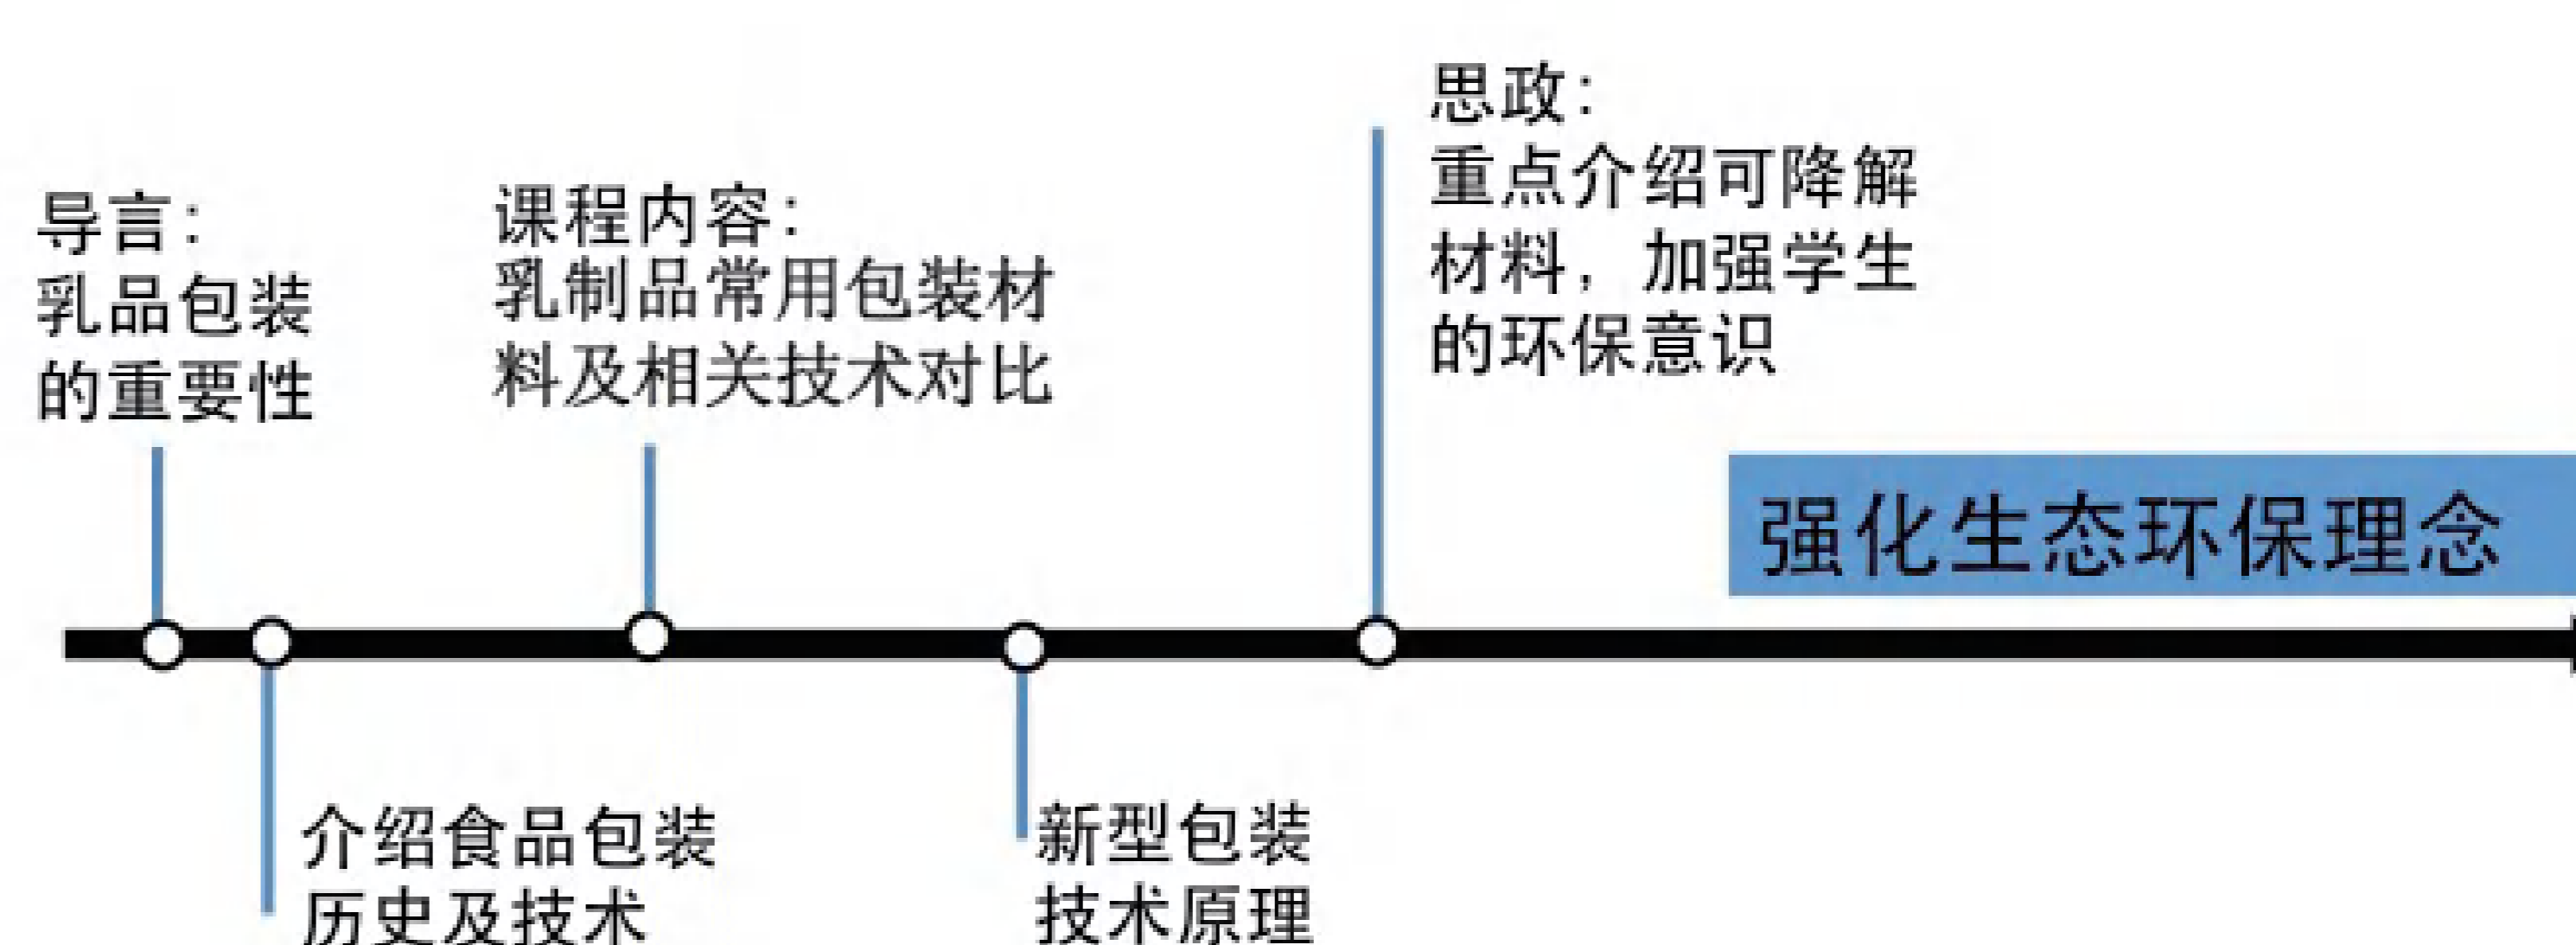 导言：
乳品包装
的重要性
课程内容：
乳制品常用包装材
料及相关技术对比
思政：
重点介绍可降解
材料，加强学生
的环保意识
强化生态环保理念
介绍食品包装
历史及技术
新型包装
技术原理